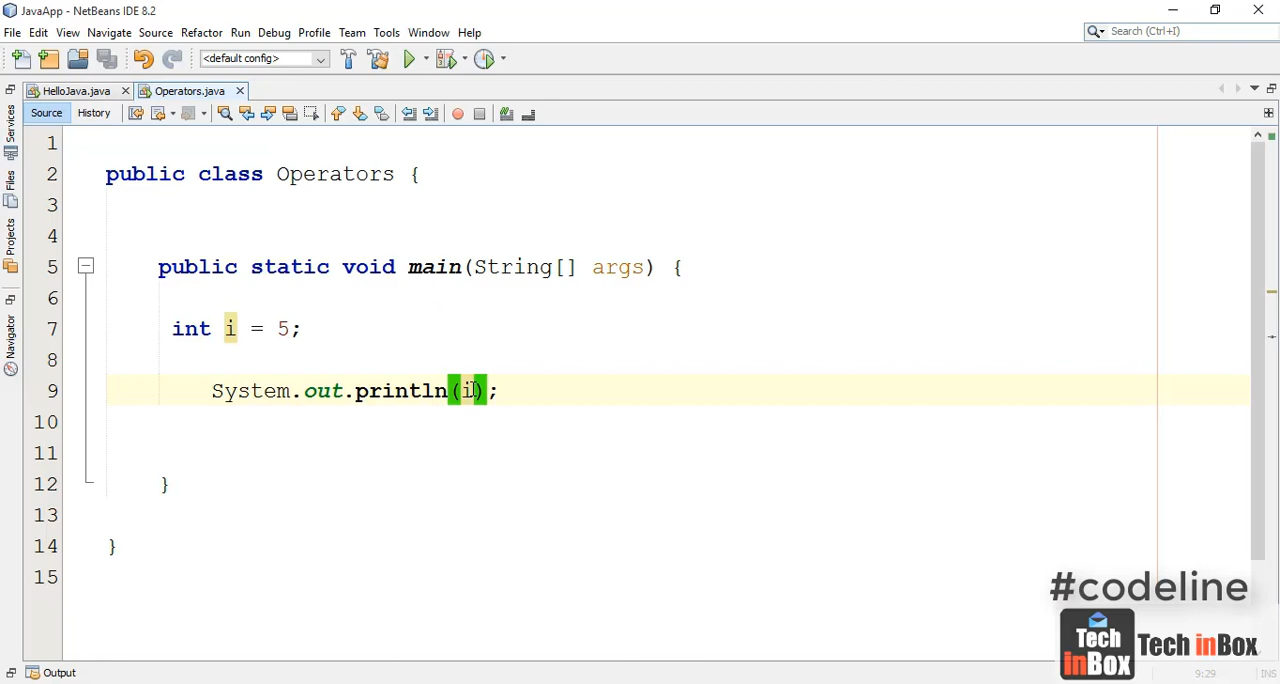 JavaApp - NetBeans IDE 8.2
File Edit View Navigate Source Refactor Run Debug Profile Team Tools Window Help
Search (Ctrl+I)
<default config>
HelloJava.java Operators.java
Source History
Services
Files
Projects
Navigator
1
2 public class Operators {
3
4
5 public static void main(String[] args) {
6
7 int i = 5;
8
9 System.out.println(i);
10
11
12 }
13
14 }
15
#codeline
Tech inBox Tech inBox
Output
9:29 INS